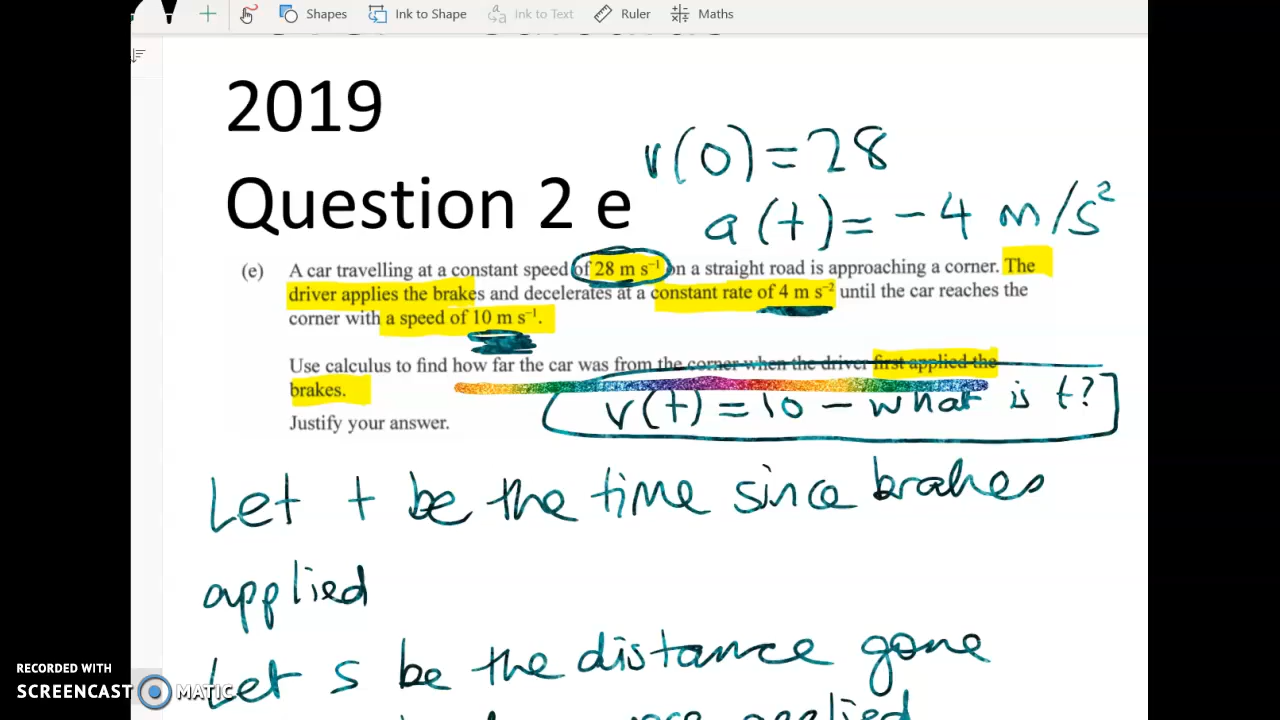 Shapes Ink to Shape Ink to Text Ruler Maths
2019
v(0) = 28
Question 2 e
a(t) = -4 m/s²
(e) A car travelling at a constant speed of 28 m s⁻¹ on a straight road is approaching a corner. The
driver applies the brakes and decelerates at a constant rate of 4 m s⁻² until the car reaches the
corner with a speed of 10 m s⁻¹.
Use calculus to find how far the car was from the corner when the driver first applied the
brakes.
v(t) = 10 - what is t?
Justify your answer.
Let t be the time since brakes
applied
Let s be the distance gone
applied
RECORDED WITH
SCREENCAST MATIC